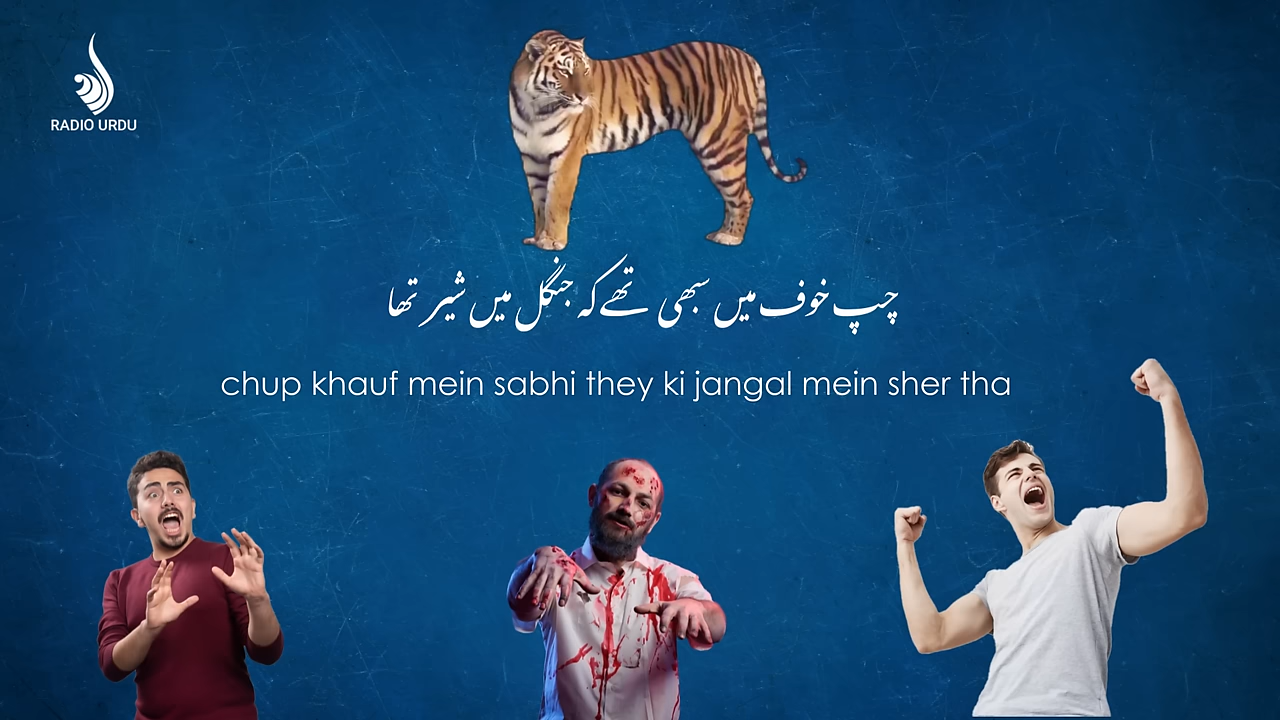 RADIO URDU
چپ خوف میں سبھی تھے کہ جنگل میں شیر تھا
chup khauf mein sabhi they ki jangal mein sher tha